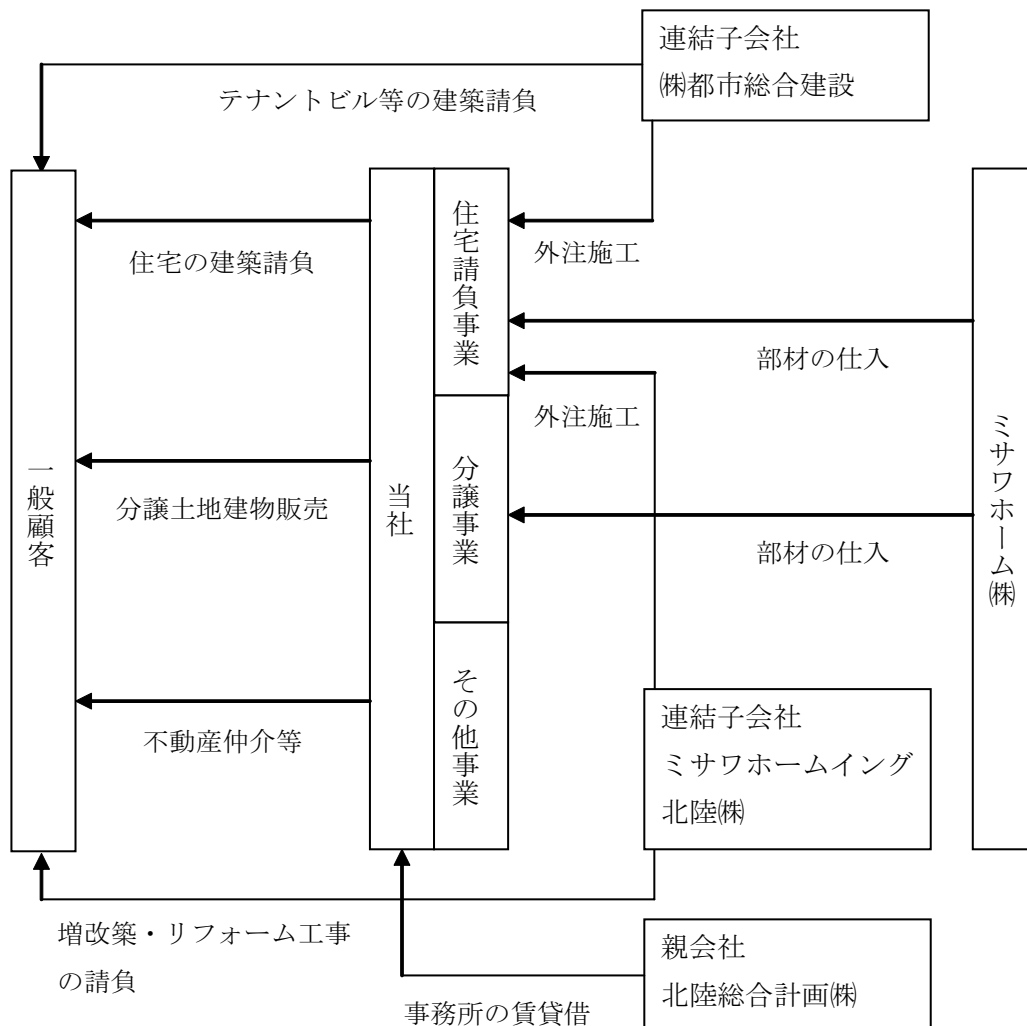 連結子会社
㈱都市総合建設
テナントビル等の建築請負
住宅請負事業
外注施工
住宅の建築請負
部材の仕入
外注施工
一般顧客
当社
分譲事業
ミサワホーム㈱
分譲土地建物販売
部材の仕入
その他事業
不動産仲介等
連結子会社
ミサワホームイング
北陸㈱
増改築・リフォーム工事
の請負
親会社
北陸総合計画㈱
事務所の賃貸借